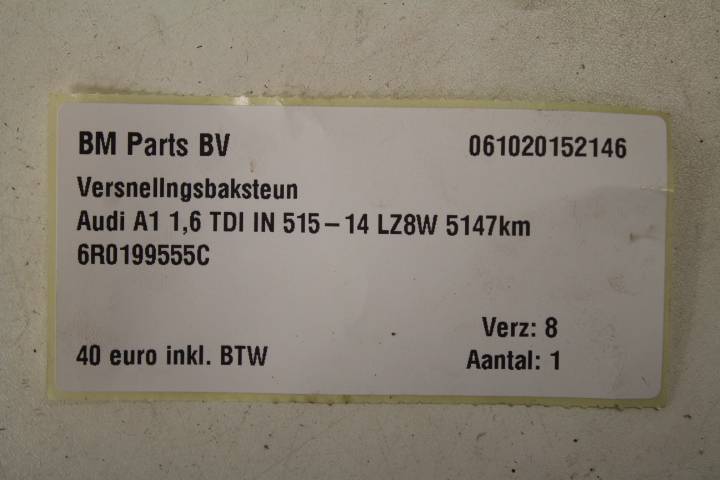 BM Parts BV 061020152146
Versnellngsbaksteun
Audi A1 1,6 TDI IN 515-14 LZ8W 5147km
6R0199555C
Verz: 8
40 euro inkl. BTW Aantal: 1